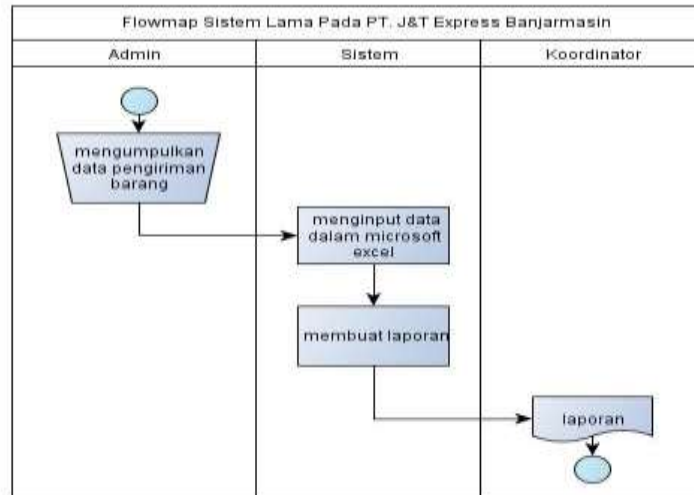 Flowmap Sistem Lama Pada PT. J&T Express Banjarmasin
Admin
Sistem
Koordinator
mengumpulkan
data pengiriman
barang
menginput data
dalam microsoft
excel
membuat laporan
laporan